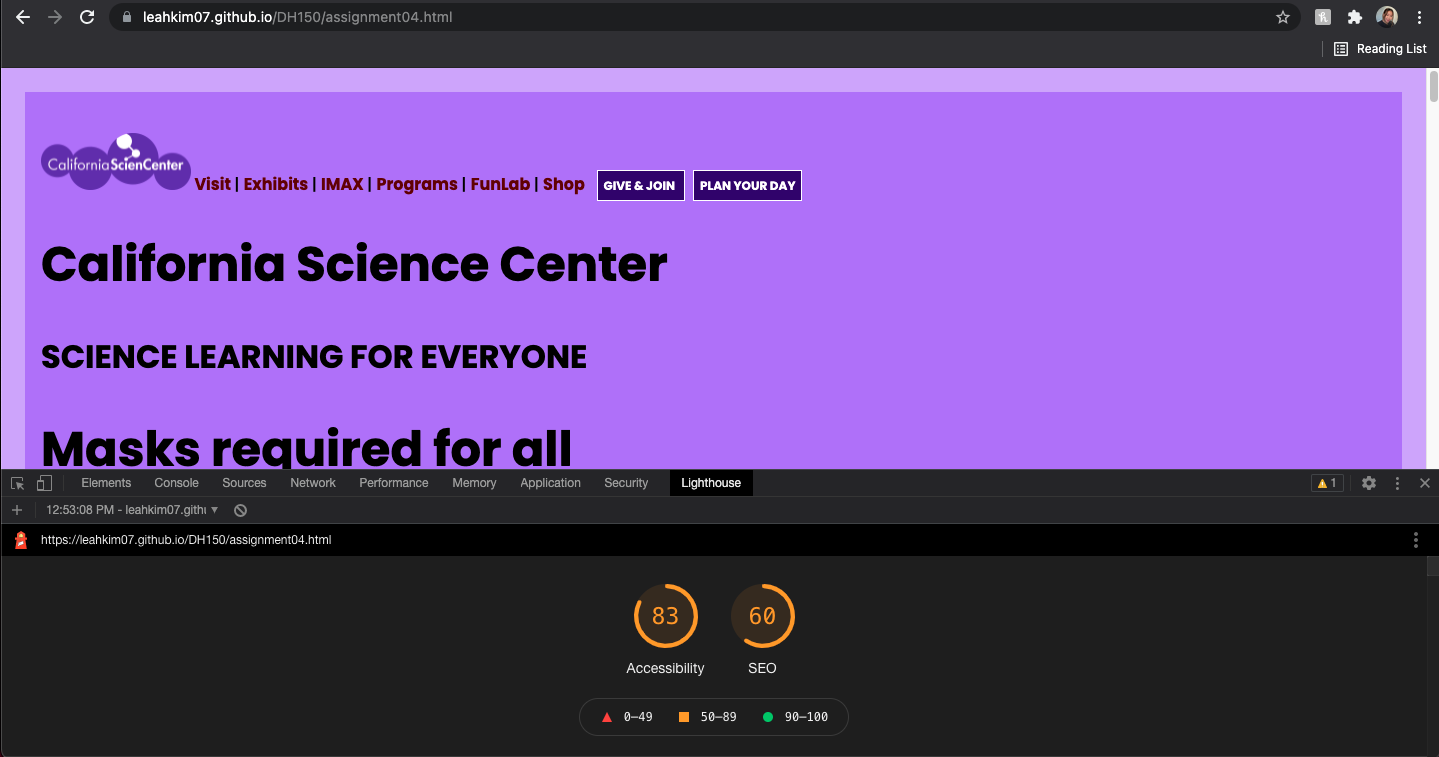 leahkim07.github.io/DH150/assignment04.html
Reading List
CaliforniaScienCenter
Visit | Exhibits | IMAX | Programs | FunLab | Shop GIVE & JOIN PLAN YOUR DAY
California Science Center
SCIENCE LEARNING FOR EVERYONE
Masks required for all
Elements Console Sources Network Performance Memory Application Security Lighthouse 1
12:53:08 PM - leahkim07.githu
https://leahkim07.github.io/DH150/assignment04.html
83 60
Accessibility SEO
0–49 50–89 90–100